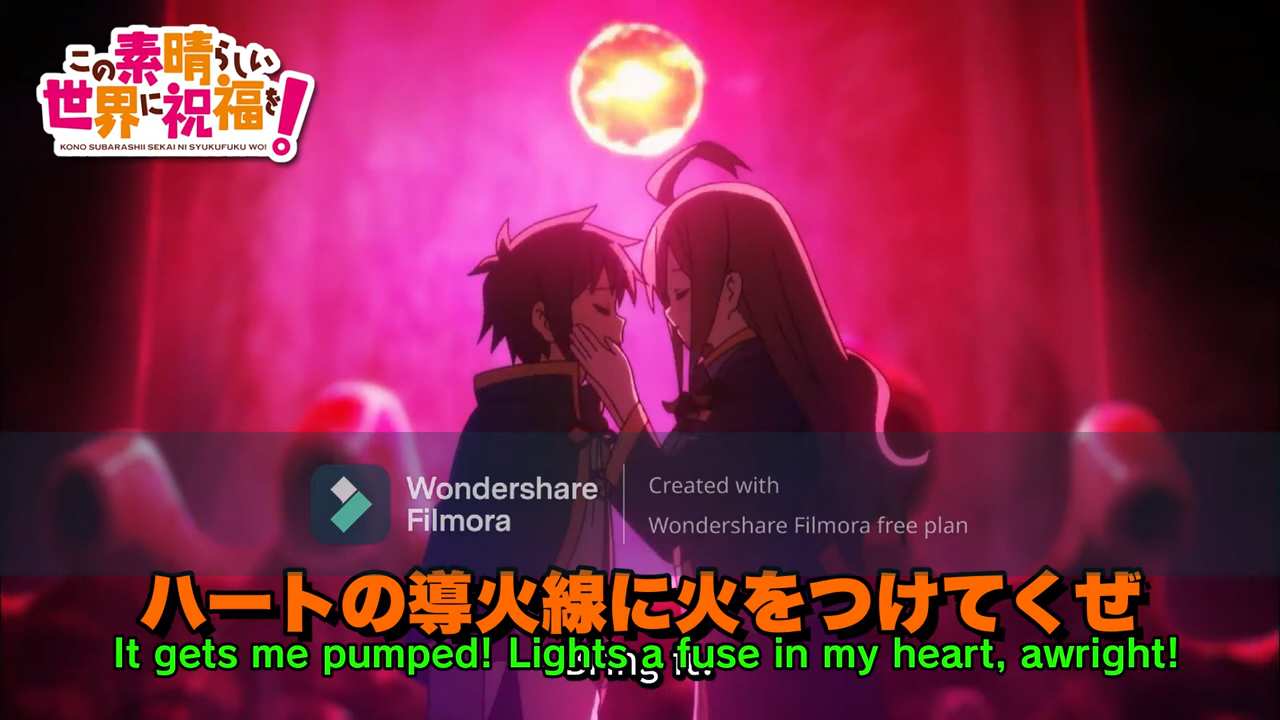 この素晴らしい
世界に祝福を!
KONO SUBARASHII SEKAI NI SYUKUFUKU WO!
Wondershare
Filmora
Created with
Wondershare Filmora free plan
ハートの導火線に火をつけてくぜ
It gets me pumped! Lights a fuse in my heart, awright!
Bring it!